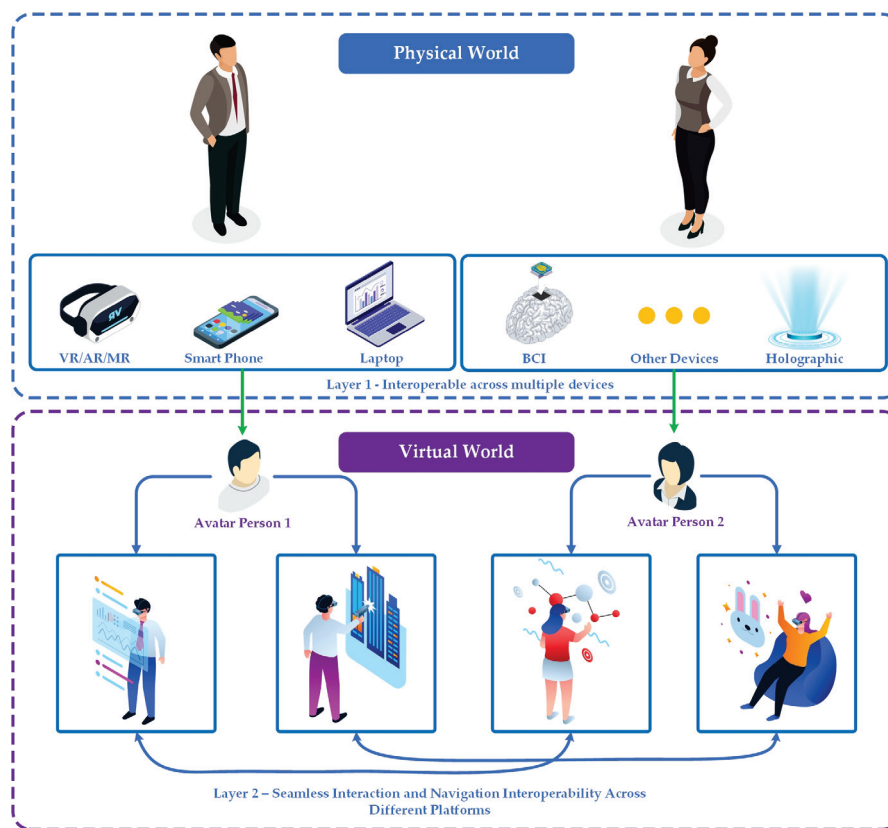 Physical World
VR/AR/MR
Smart Phone
Laptop
BCI
Other Devices
Holographic
Layer 1 - Interoperable across multiple devices
Virtual World
Avatar Person 1
Avatar Person 2
Layer 2 – Seamless Interaction and Navigation Interoperability Across
Different Platforms